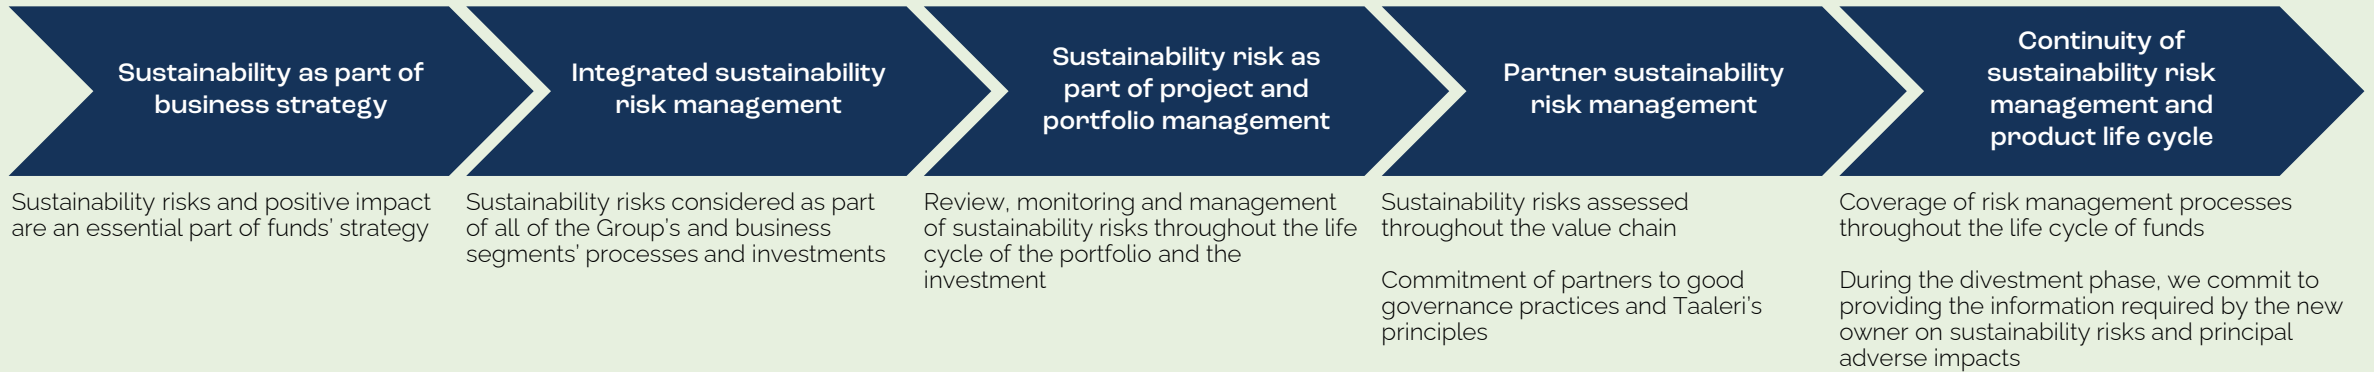 Sustainability as part of
business strategy
Sustainability risks and positive impact
are an essential part of funds’ strategy
Integrated sustainability
risk management
Sustainability risks considered as part
of all of the Group’s and business
segments’ processes and investments
Sustainability risk as
part of project and
portfolio management
Review, monitoring and management
of sustainability risks throughout the life
cycle of the portfolio and the
investment
Partner sustainability
risk management
Sustainability risks assessed
throughout the value chain
Commitment of partners to good
governance practices and Taaleri’s
principles
Continuity of
sustainability risk
management and
product life cycle
Coverage of risk management processes
throughout the life cycle of funds
During the divestment phase, we commit to
providing the information required by the new
owner on sustainability risks and principal
adverse impacts